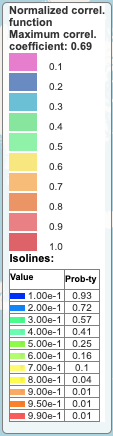 Normalized correl.
function
Maximum correl.
coefficient: 0.69
0.1
0.2
0.3
0.4
0.5
0.6
0.7
0.8
0.9
1.0
Isolines:
Value Prob-ty
1.00e-1 0.93
2.00e-1 0.72
3.00e-1 0.57
4.00e-1 0.41
5.00e-1 0.25
6.00e-1 0.16
7.00e-1 0.1
8.00e-1 0.04
9.00e-1 0.01
9.50e-1 0.01
9.90e-1 0.01